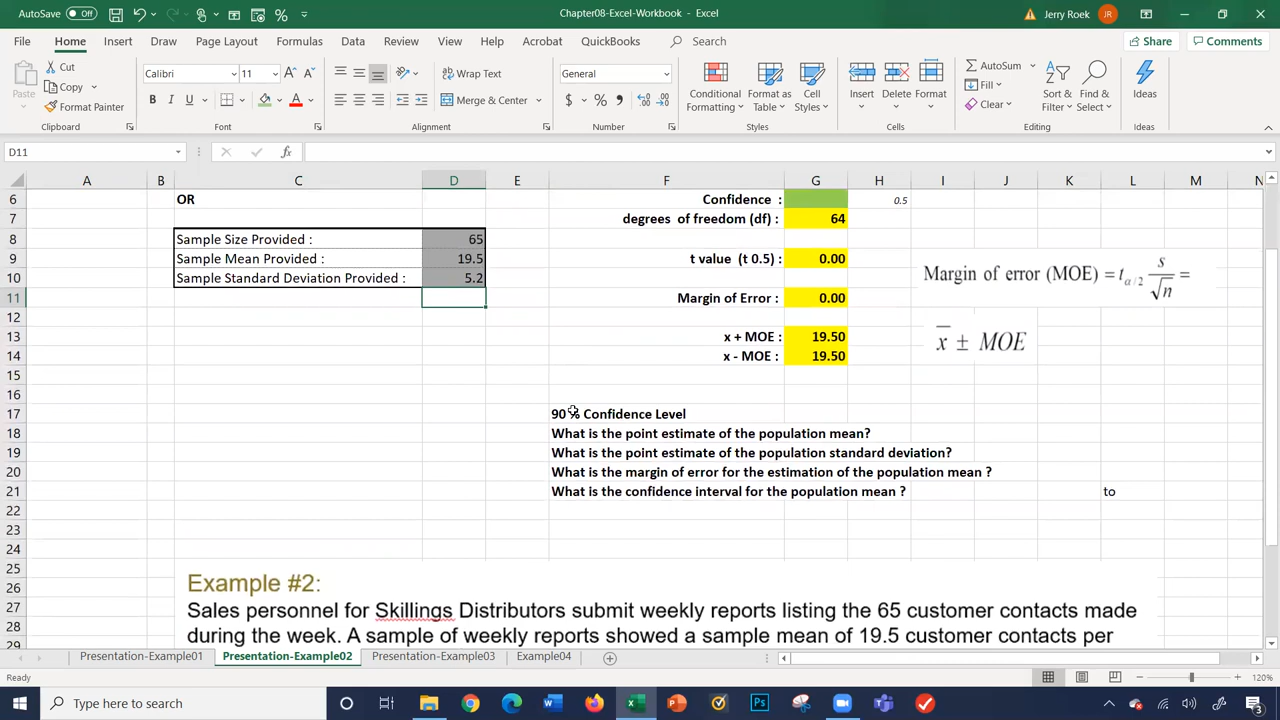 AutoSave Off Chapter08-Excel-Workbook - Excel Jerry Roek JR
File Home Insert Draw Page Layout Formulas Data Review View Help Acrobat QuickBooks Search Share Comments
Cut Calibri 11 Wrap Text General AutoSum
Copy Fill
Paste Format Painter B I U Merge & Center $ % Conditional Formatting Format as Table Cell Styles Insert Delete Format Clear Sort & Filter Find & Select Ideas
Clipboard Font Alignment Number Styles Cells Editing Ideas
D11 fx
A B C D E F G H I J K L M N
6 OR Confidence : 0.5
7 degrees of freedom (df) : 64
8 Sample Size Provided : 65
9 Sample Mean Provided : 19.5 t value (t 0.5) : 0.00
10 Sample Standard Deviation Provided : 5.2
Margin of error (MOE) = t α/2 s/√n =
11 Margin of Error : 0.00
12
13 x + MOE : 19.50
x̄ ± MOE
14 x - MOE : 19.50
15
16
17 90 % Confidence Level
18 What is the point estimate of the population mean?
19 What is the point estimate of the population standard deviation?
20 What is the margin of error for the estimation of the population mean ?
21 What is the confidence interval for the population mean ? to
22
23
24
25
26 Example #2:
27 Sales personnel for Skillings Distributors submit weekly reports listing the 65 customer contacts made
28 during the week. A sample of weekly reports showed a sample mean of 19.5 customer contacts per
Presentation-Example01 Presentation-Example02 Presentation-Example03 Example04
120%
Type here to search 3